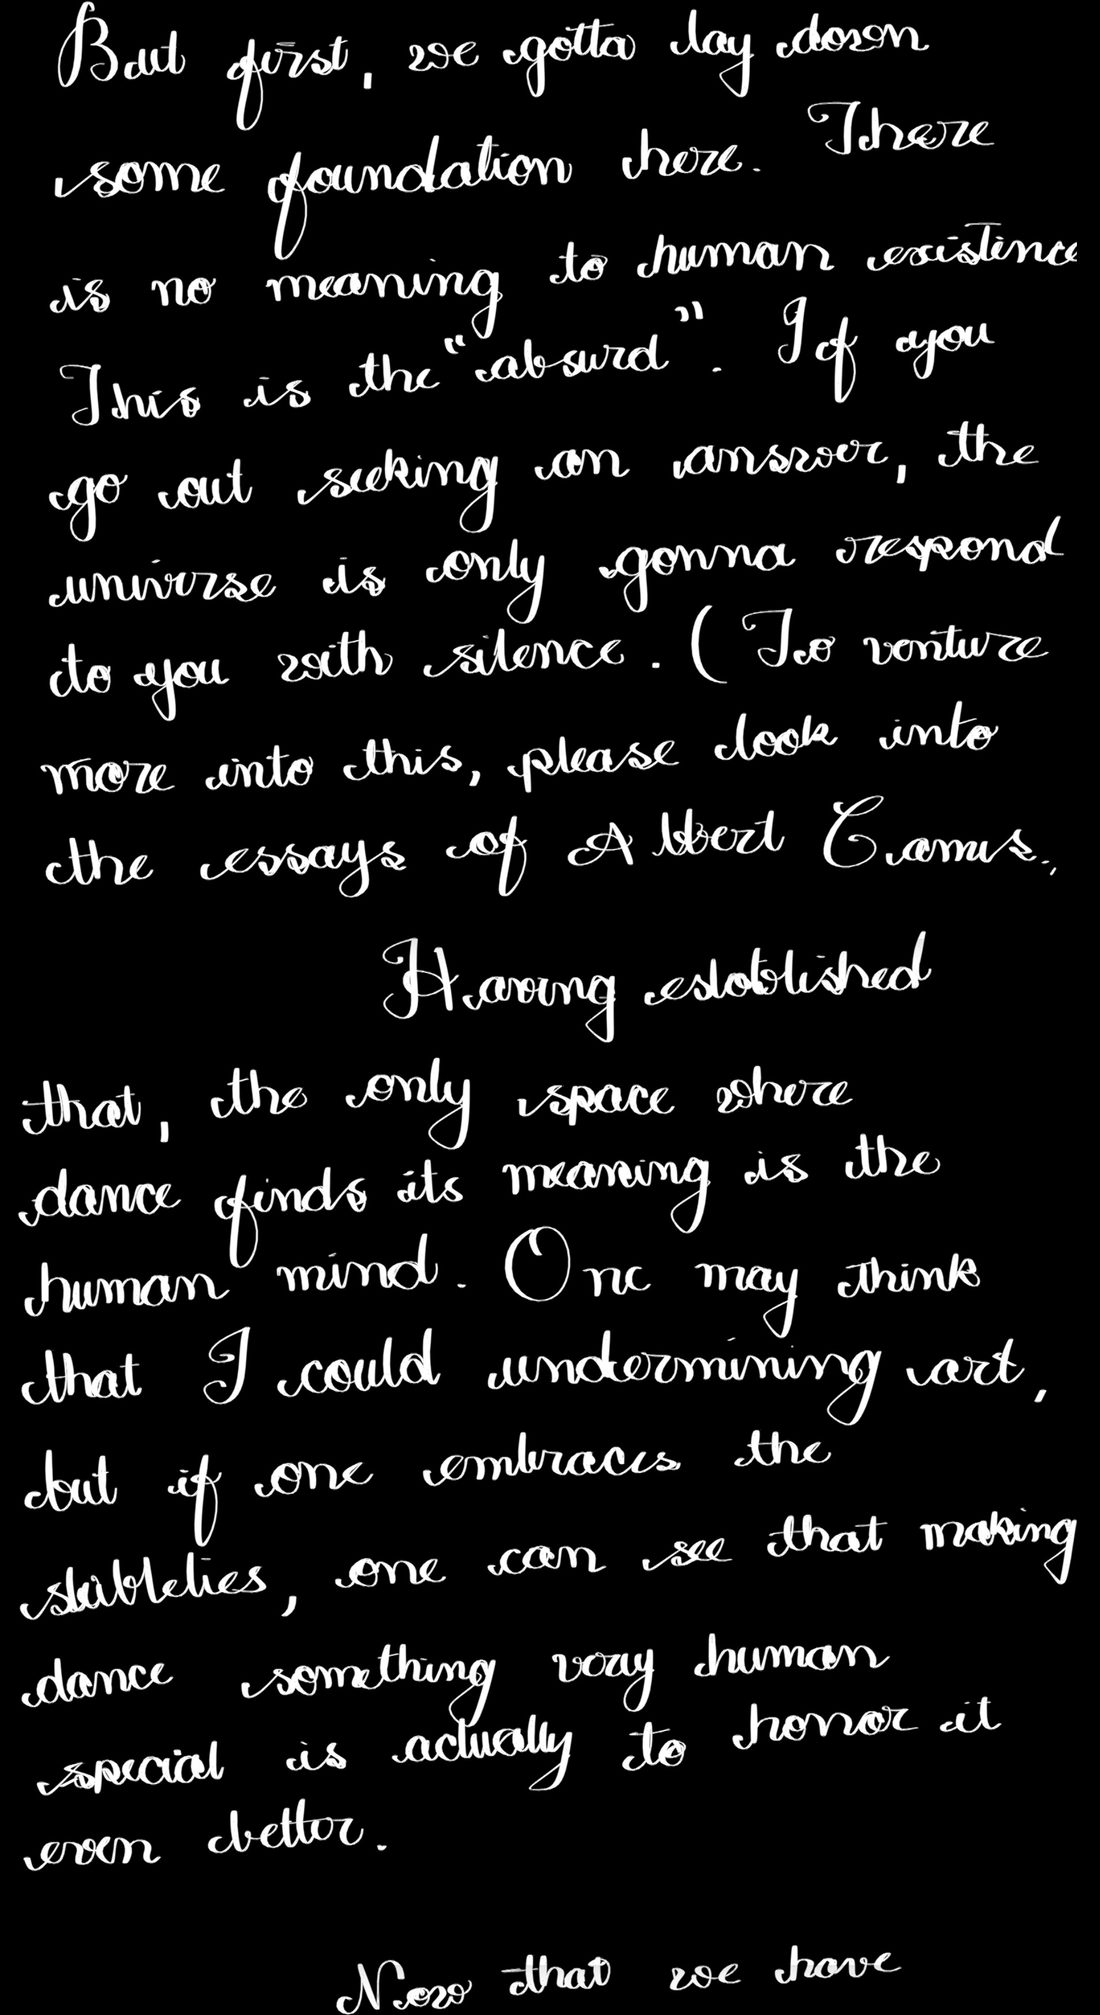 But first, we gotta lay down
some foundation here. There
is no meaning to human existence
This is the "absurd". If you
go out seeking an answer, the
universe is only gonna respond
to you with silence. (To venture
more into this, please look into
the essays of Albert Camus.,
Having established
that, the only space where
dance finds its meaning is the
human mind. One may think
that I could undermining art,
but if one embraces the
subtleties, one can see that making
dance something very human
special is actually to honor it
even better.
Now that we have